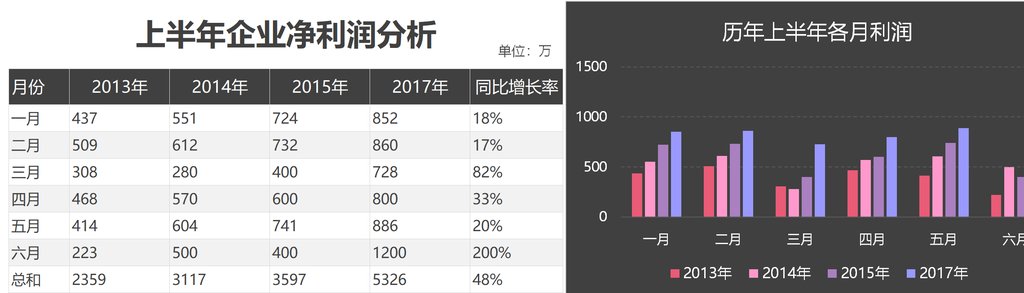 上半年企业净利润分析
单位：万
月份 2013年 2014年 2015年 2017年 同比增长率
一月 437 551 724 852 18%
二月 509 612 732 860 17%
三月 308 280 400 728 82%
四月 468 570 600 800 33%
五月 414 604 741 886 20%
六月 223 500 400 1200 200%
总和 2359 3117 3597 5326 48%
历年上半年各月利润
1500
1000
500
0
一月 二月 三月 四月 五月 六
2013年 2014年 2015年 2017年